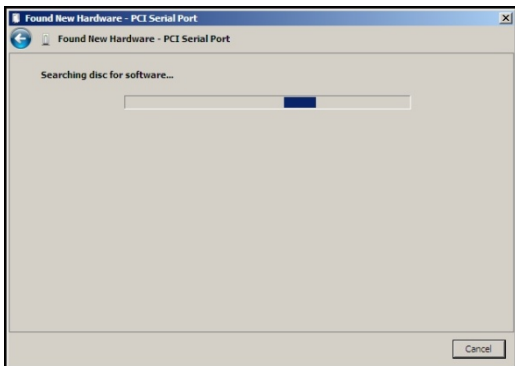 Found New Hardware - PCI Serial Port
Found New Hardware - PCI Serial Port
Searching disc for software...
Cancel